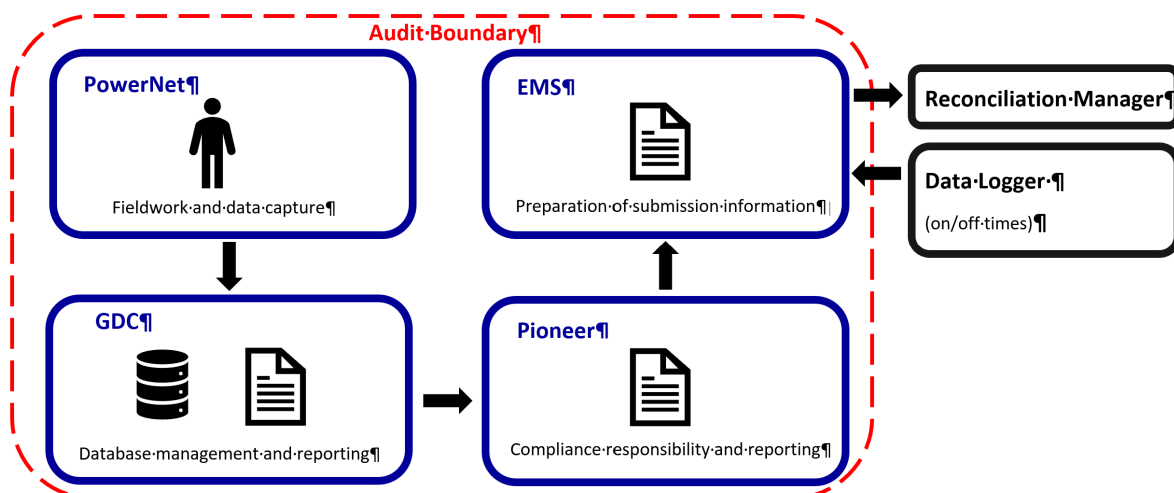 Audit·Boundary¶
PowerNet¶
Fieldwork·and·data·capture¶
EMS¶
Preparation·of·submission·information¶
Reconciliation·Manager¶
Data·Logger·¶
(on/off·times)¶
GDC¶
Database·management·and·reporting¶
Pioneer¶
Compliance·responsibility·and·reporting¶